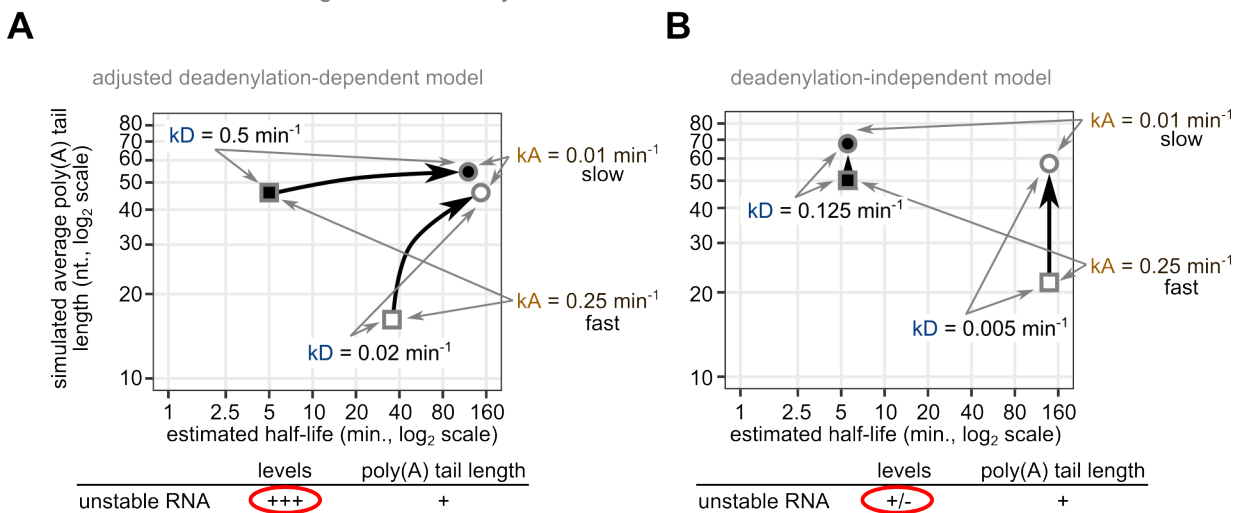 A
B
adjusted deadenylation-dependent model
deadenylation-independent model
simulated average poly(A) tail
length (nt., log2 scale)
80
70
60
50
40
30
20
10
kD = 0.5 min-1
kA = 0.01 min-1
slow
kA = 0.25 min-1
fast
kD = 0.02 min-1
1 2.5 5 10 20 40 80 160
estimated half-life (min., log2 scale)
levels poly(A) tail length
unstable RNA +++ +
80
70
60
50
40
30
20
10
kA = 0.01 min-1
slow
kD = 0.125 min-1
kA = 0.25 min-1
fast
kD = 0.005 min-1
1 2.5 5 10 20 40 80 160
estimated half-life (min., log2 scale)
levels poly(A) tail length
unstable RNA +/- +